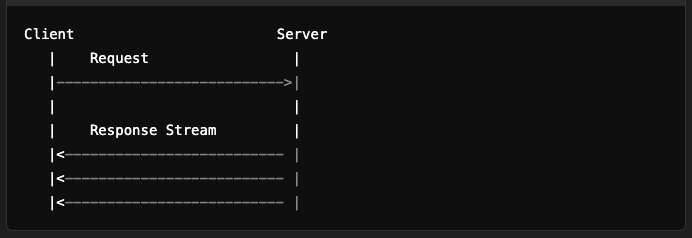 Client                        Server
   |    Request                 |
   |--------------------------->|
   |                            |
   |    Response Stream         |
   |<-------------------------- |
   |<-------------------------- |
   |<-------------------------- |